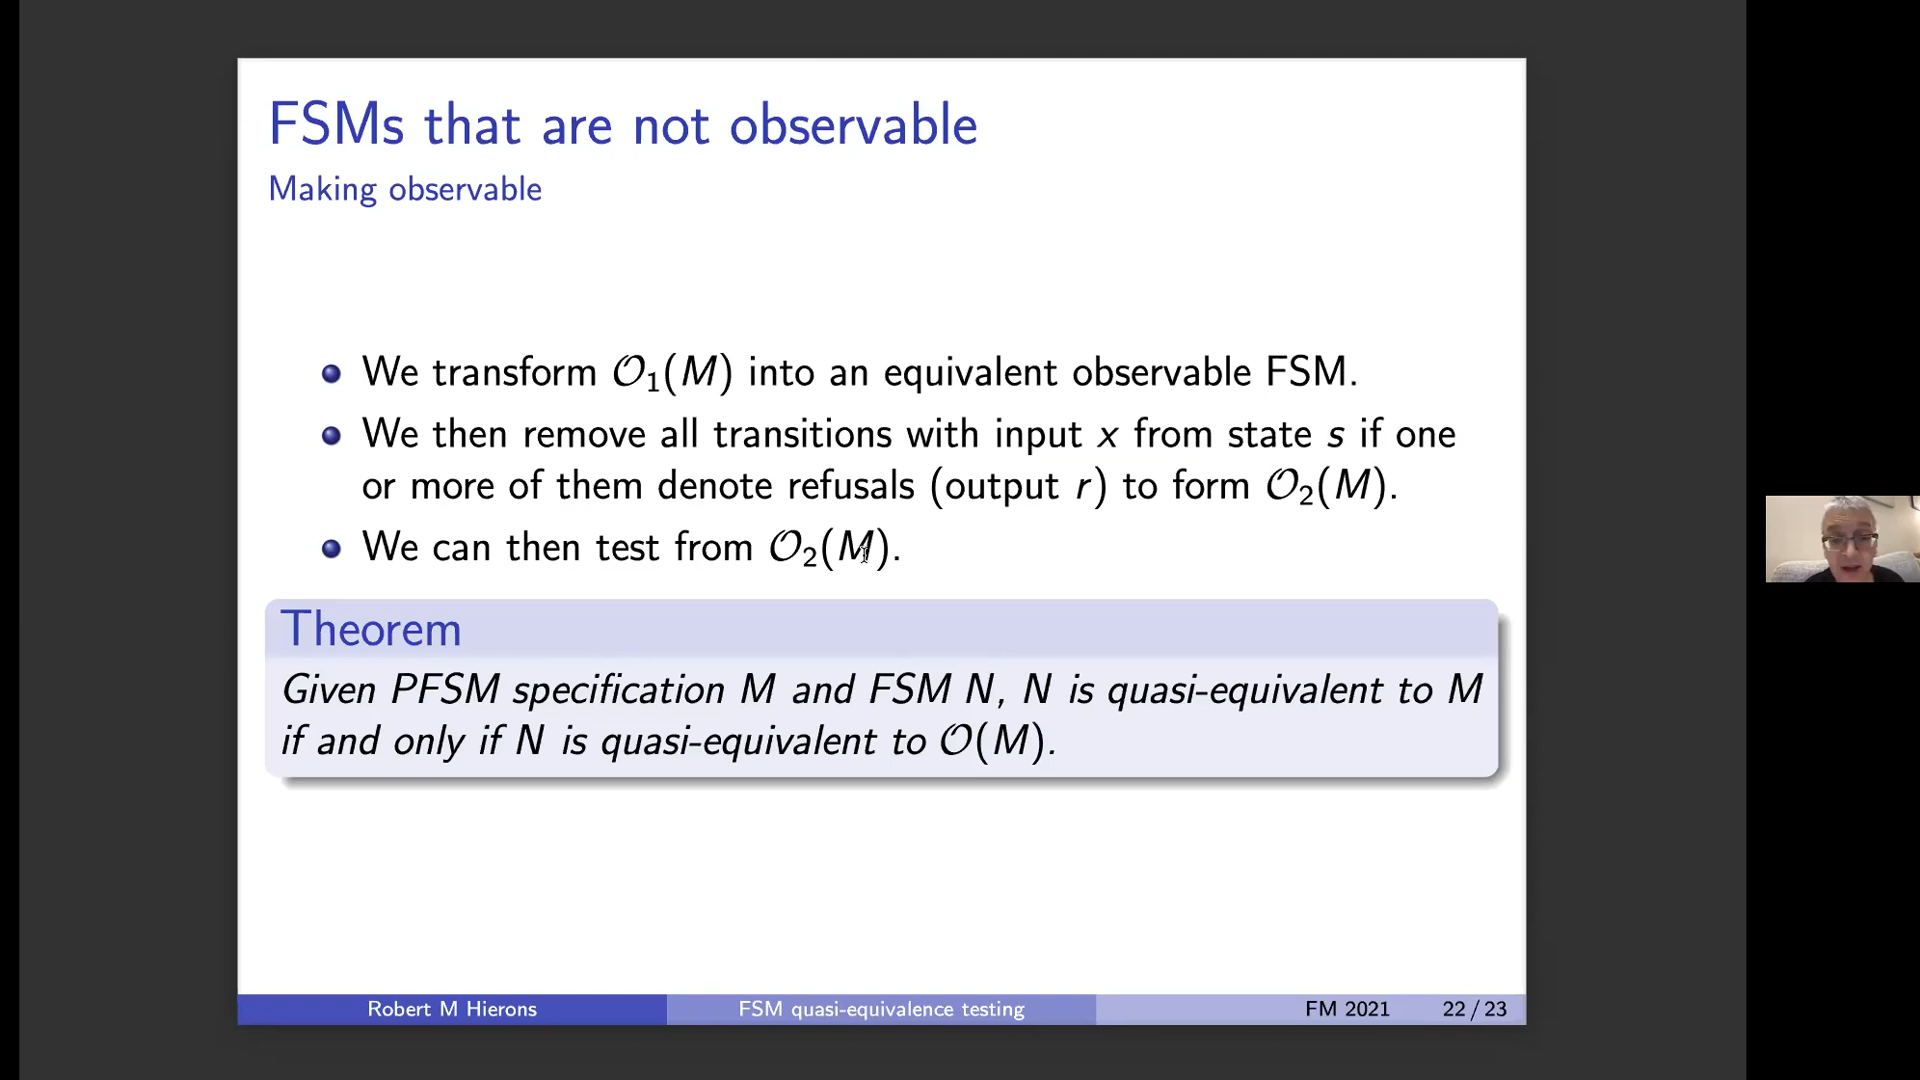 FSMs that are not observable
Making observable
We transform 𝒪₁(M) into an equivalent observable FSM.
We then remove all transitions with input x from state s if one
or more of them denote refusals (output r) to form 𝒪₂(M).
We can then test from 𝒪₂(M).
Theorem
Given PFSM specification M and FSM N, N is quasi-equivalent to M
if and only if N is quasi-equivalent to 𝒪(M).
Robert M Hierons
FSM quasi-equivalence testing
FM 2021
22 / 23